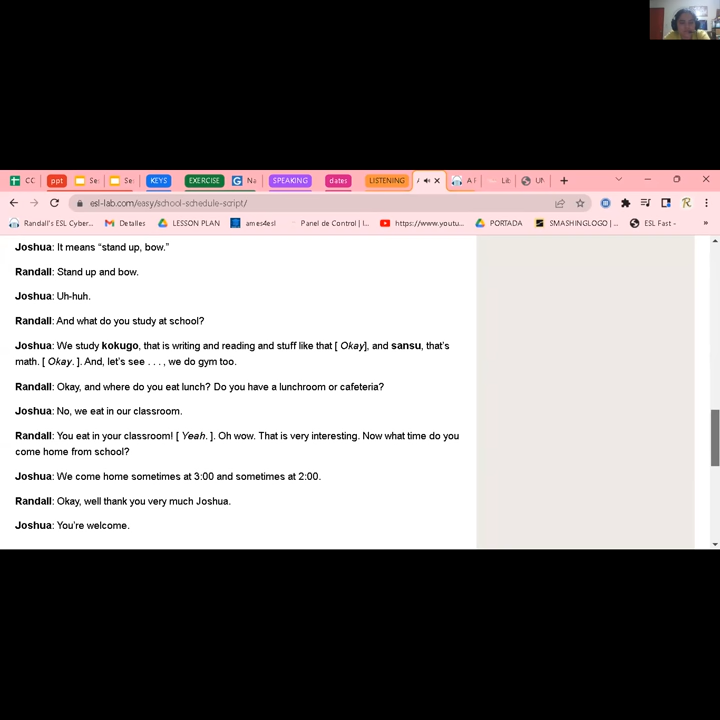 CC
ppt
Se:
Se:
KEYS
EXERCISE
Na
SPEAKING
dates
LISTENING
A l
Lit
UN
esl-lab.com/easy/school-schedule-script/
Randall's ESL Cyber...
Detalles
LESSON PLAN
ames4esl
Panel de Control | I...
https://www.youtu...
PORTADA
SMASHINGLOGO | ...
ESL Fast -
»
Joshua: It means “stand up, bow.”
Randall: Stand up and bow.
Joshua: Uh-huh.
Randall: And what do you study at school?
Joshua: We study kokugo, that is writing and reading and stuff like that [ Okay], and sansu, that’s
math. [ Okay. ]. And, let’s see . . . , we do gym too.
Randall: Okay, and where do you eat lunch? Do you have a lunchroom or cafeteria?
Joshua: No, we eat in our classroom.
Randall: You eat in your classroom! [ Yeah. ]. Oh wow. That is very interesting. Now what time do you
come home from school?
Joshua: We come home sometimes at 3:00 and sometimes at 2:00.
Randall: Okay, well thank you very much Joshua.
Joshua: You’re welcome.